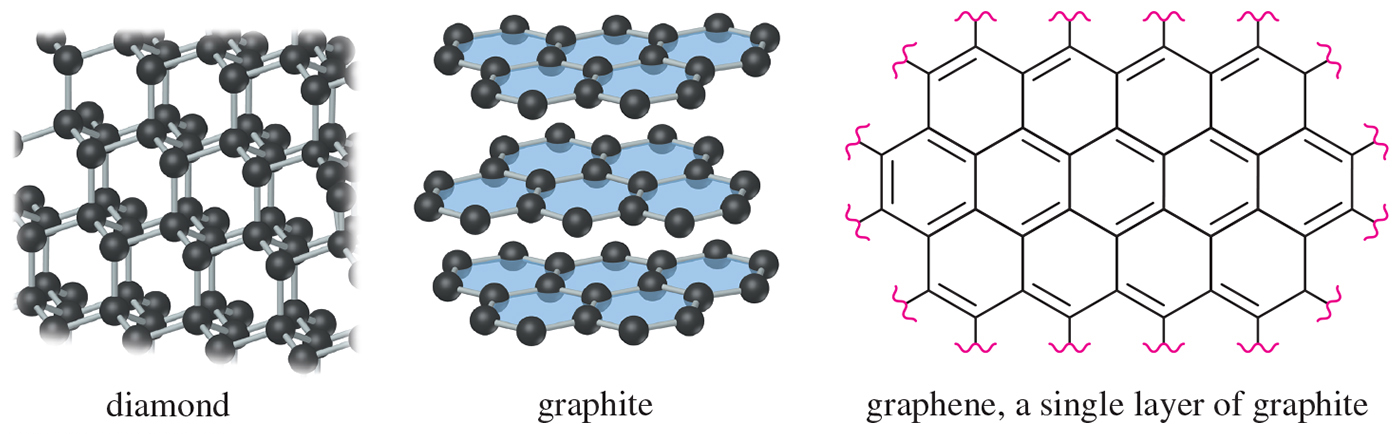 diamond
graphite
graphene, a single layer of graphite